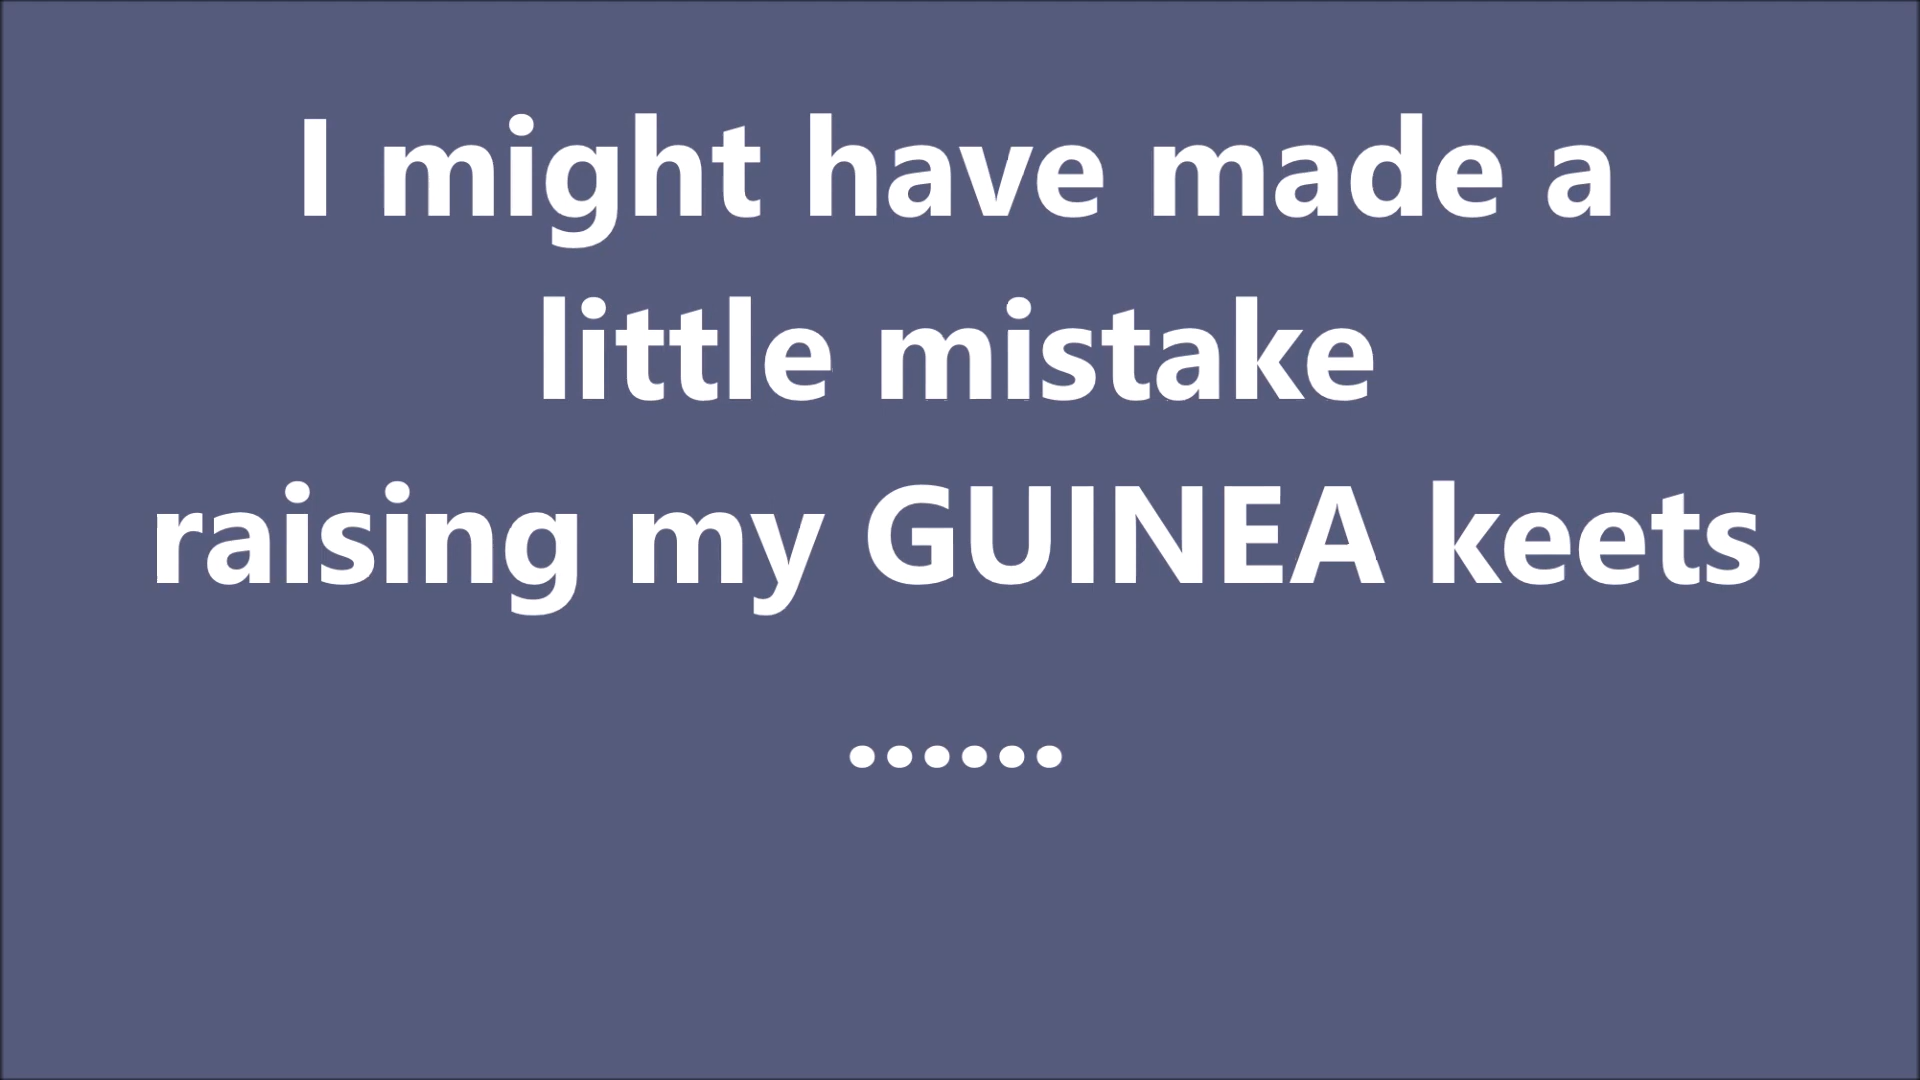 I might have made a
little mistake
raising my GUINEA keets
......